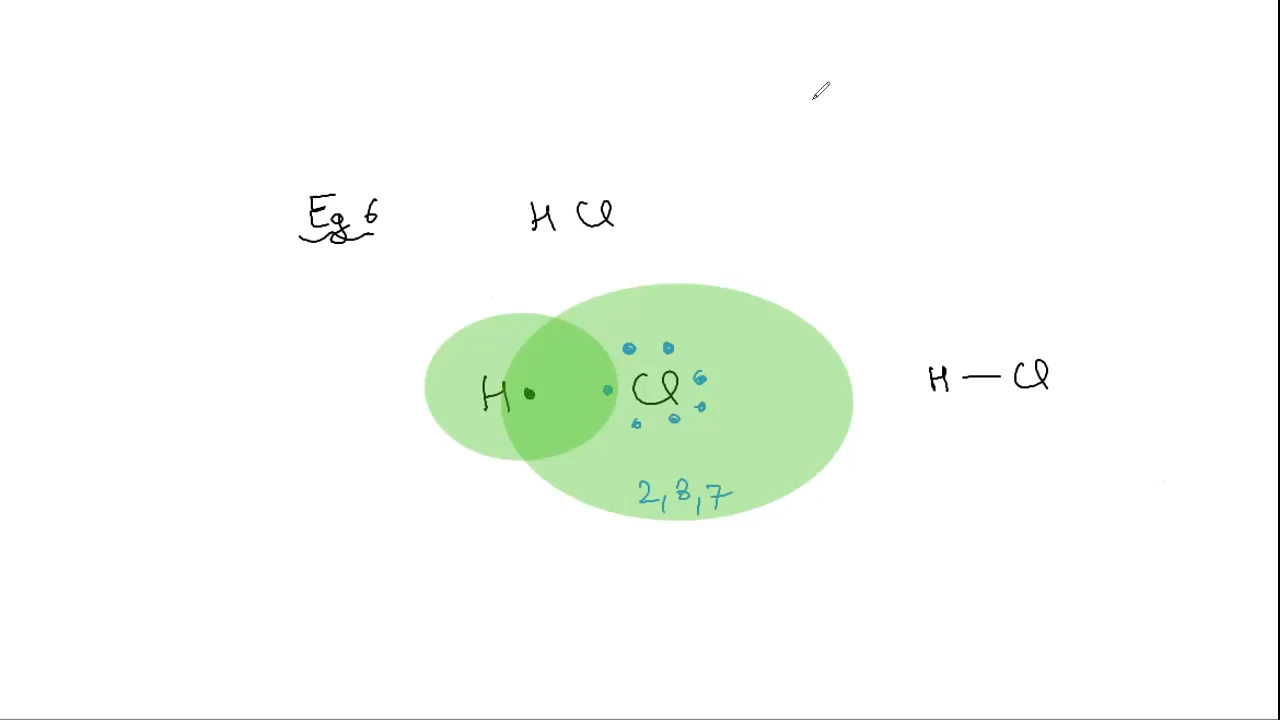 Eg 6
H Cl
H Cl
H — Cl
2, 8, 7